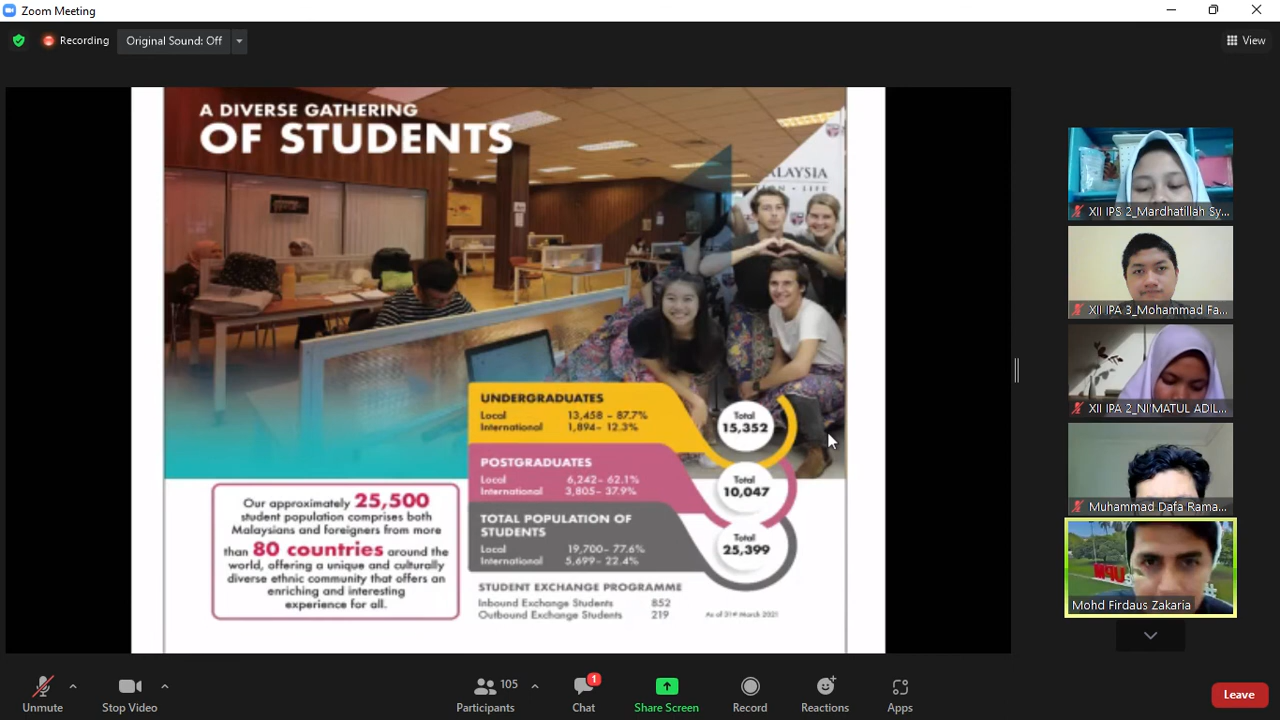 Zoom Meeting
Recording
Original Sound: Off
View
A DIVERSE GATHERING
OF STUDENTS
UNDERGRADUATES
Local 13,458 - 87.7%
International 1,894- 12.3%
Total
15,352
POSTGRADUATES
Local 6,242- 62.1%
International 3,805- 37.9%
Total
10,047
TOTAL POPULATION OF
STUDENTS
Local 19,700- 77.6%
International 5,699- 22.4%
Total
25,399
STUDENT EXCHANGE PROGRAMME
Inbound Exchange Students 852
Outbound Exchange Students 219
As of 31st March 2021
Our approximately 25,500
student population comprises both
Malaysians and foreigners from more
than 80 countries around the
world, offering a unique and culturally
diverse ethnic community that offers an
enriching and interesting
experience for all.
XII IPS 2_Mardhatillah Sy...
XII IPA 3_Mohammad Fa...
XII IPA 2_NI'MATUL ADIL...
Muhammad Dafa Rama...
UPM
Mohd Firdaus Zakaria
Unmute
Stop Video
Participants
105
Chat
1
Share Screen
Record
Reactions
Apps
Leave